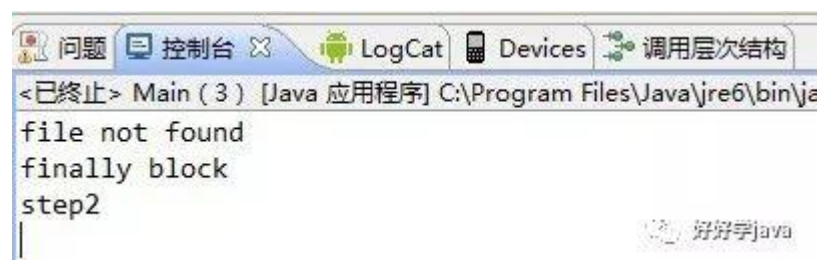 问题 控制台 LogCat Devices 调用层次结构
<已终止> Main (3) [Java 应用程序] C:\Program Files\Java\jre6\bin\ja
file not found
finally block
step2
好好学java